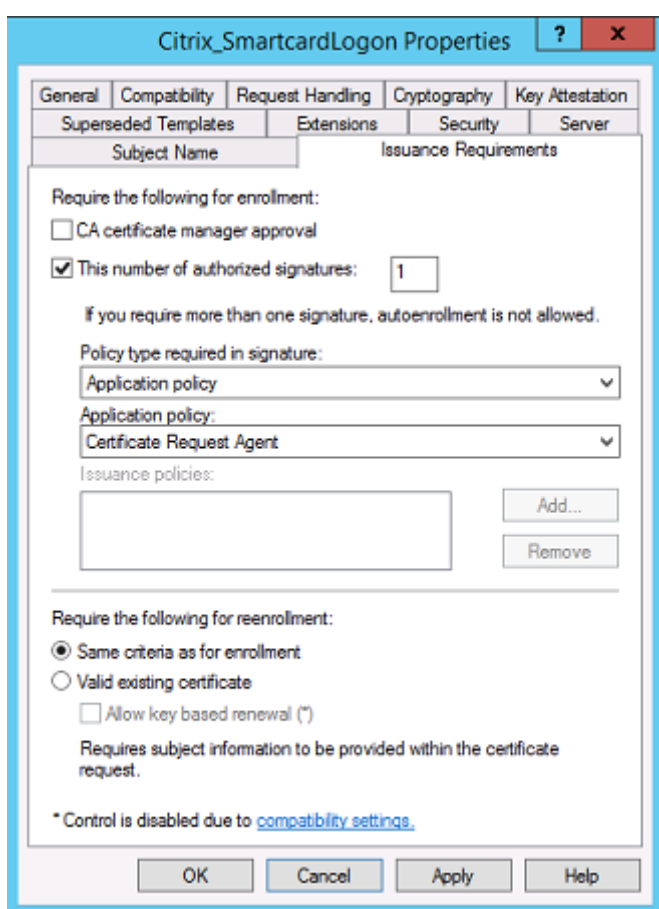 Citrix_SmartcardLogon Properties
?
x
General
Compatibility
Request Handling
Cryptography
Key Attestation
Superseded Templates
Extensions
Security
Server
Subject Name
Issuance Requirements
Require the following for enrollment:
CA certificate manager approval
This number of authorized signatures:
1
If you require more than one signature, autoenrollment is not allowed.
Policy type required in signature:
Application policy
Application policy:
Certificate Request Agent
Issuance policies:
Add...
Remove
Require the following for reenrollment:
Same criteria as for enrollment
Valid existing certificate
Allow key based renewal (*)
Requires subject information to be provided within the certificate
request.
* Control is disabled due to compatibility settings.
OK
Cancel
Apply
Help